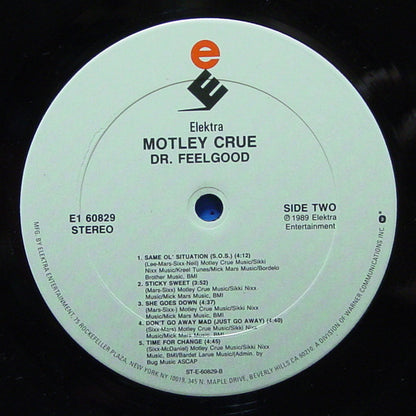 e
E
Elektra
MOTLEY CRUE
DR. FEELGOOD
E1 60829
STEREO
SIDE TWO
℗ 1989 Elektra
Entertainment
1. SAME OL' SITUATION (S.O.S.) (4:12)
(Lee-Mars-Sixx-Neil) Motley Crue Music/Sikki
Nixx Music/Kreel Tunes/Mick Mars Music/Bordelo
Brother Music, BMI
2. STICKY SWEET (3:52)
(Mars-Sixx) Motley Crue Music/Sikki Nixx
Music/Mick Mars Music, BMI
3. SHE GOES DOWN (4:37)
(Mars-Sixx-) Motley Crue Music/Sikki Nixx
Music/Mick Mars Music, BMI
4. DON'T GO AWAY MAD (JUST GO AWAY) (4:40)
(Sixx-Mars) Motley Crue Music/Sikki Nixx
Music/Mick Mars Music, BMI
5. TIME FOR CHANGE (4:45)
(Sixx-McDaniel) Motley Crue Music/Sikki Nixx
Music, BMI/Bardet Larue Music/(Admin. by
Bug Music ASCAP
ST-E-60829-B
MFG. BY ELEKTRA ENTERTAINMENT, 75 ROCKEFELLER PLAZA, NEW YORK, NY 10019, 345 N. MAPLE DRIVE, BEVERLY HILLS, CA 90210. A DIVISION OF WARNER COMMUNICATIONS INC.